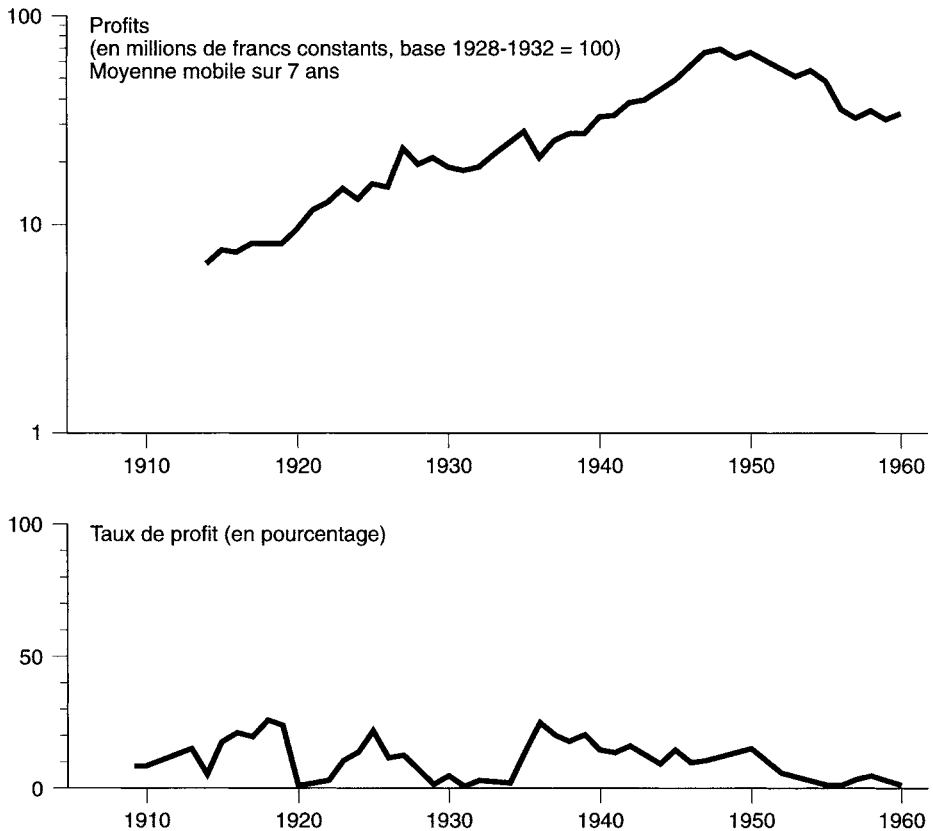 100
Profits
(en millions de francs constants, base 1928-1932 = 100)
Moyenne mobile sur 7 ans
10
1
1910 1920 1930 1940 1950 1960
100
Taux de profit (en pourcentage)
50
0
1910 1920 1930 1940 1950 1960